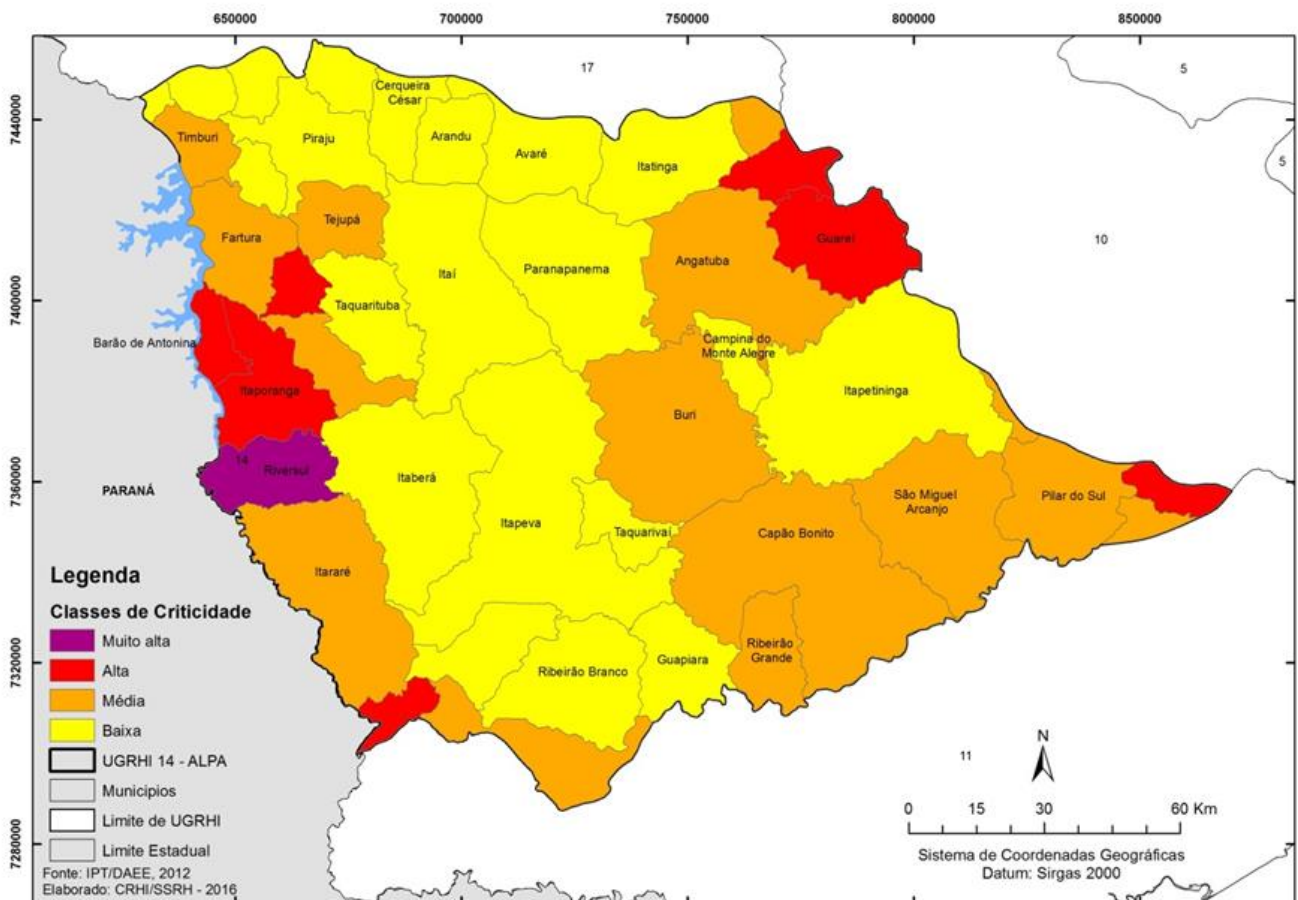 650000
700000
750000
800000
850000
7440000
7400000
7360000
7320000
7280000
17
5
5
10
11
14
Cerqueira
César
Timburi
Piraju
Arandu
Avaré
Itatinga
Fartura
Tejupá
Itaí
Paranapanema
Angatuba
Guareí
Taquarituba
Barão de Antonina
Campina do
Monte Alegre
Itaporanga
Buri
Itapetininga
Riversul
PARANÁ
Itaberá
Itapeva
Taquarivaí
Capão Bonito
São Miguel
Arcanjo
Pilar do Sul
Itararé
Ribeirão
Grande
Ribeirão Branco
Guapiara
Legenda
Classes de Criticidade
Muito alta
Alta
Média
Baixa
UGRHI 14 - ALPA
Municipios
Limite de UGRHI
Limite Estadual
Fonte: IPT/DAEE, 2012
Elaborado: CRHI/SSRH - 2016
N
0 15 30 60 Km
Sistema de Coordenadas Geográficas
Datum: Sirgas 2000